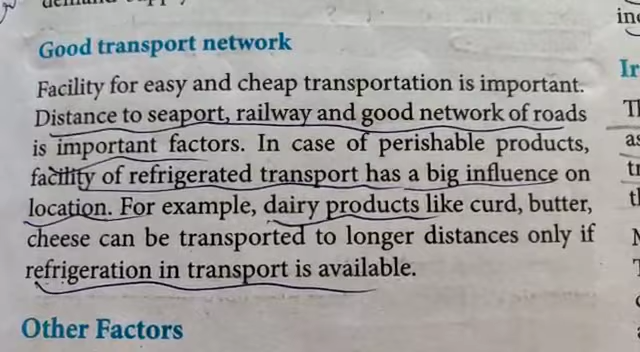 Good transport network
Facility for easy and cheap transportation is important.
Distance to seaport, railway and good network of roads
is important factors. In case of perishable products,
facility of refrigerated transport has a big influence on
location. For example, dairy products like curd, butter,
cheese can be transported to longer distances only if
refrigeration in transport is available.
Other Factors